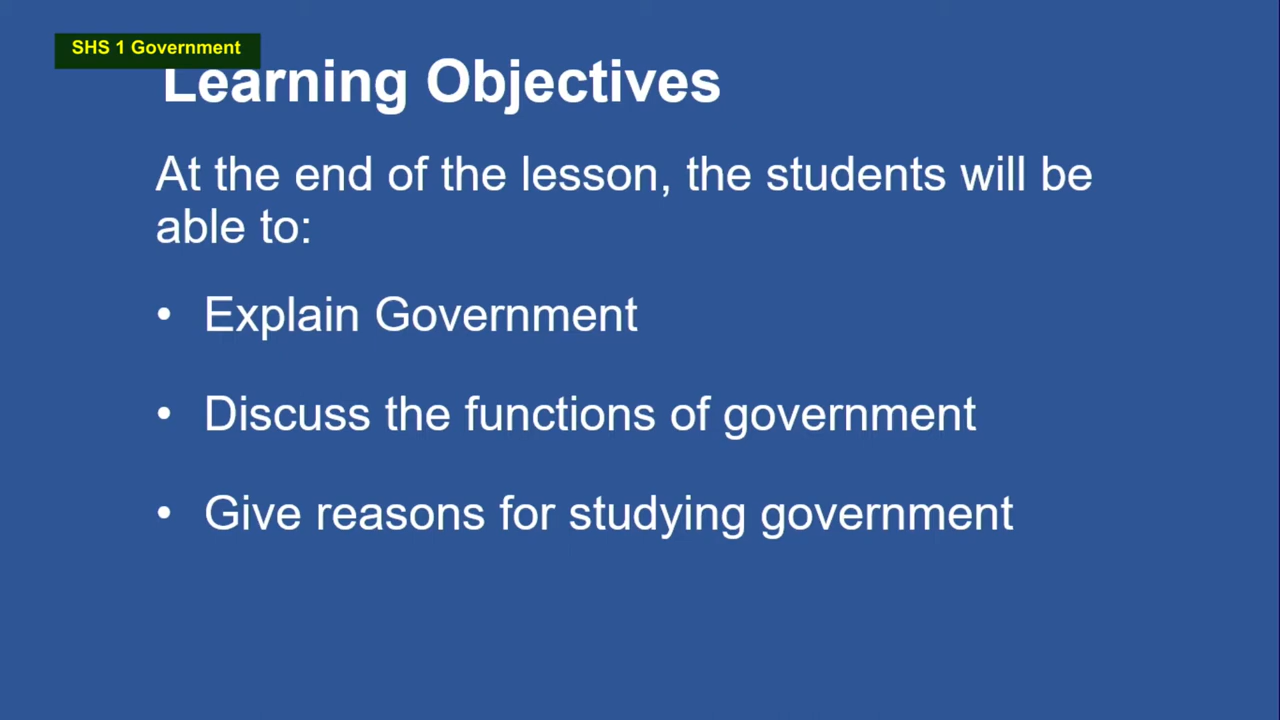 SHS 1 Government
Learning Objectives
At the end of the lesson, the students will be
able to:
• Explain Government
• Discuss the functions of government
• Give reasons for studying government